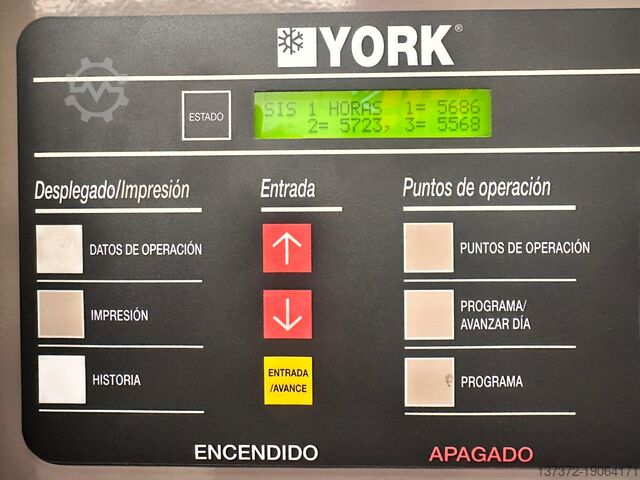 YORK®
ESTADO
SIS 1 HORAS 1= 5686
2= 5723, 3= 5568
Desplegado/Impresión
Entrada
Puntos de operación
DATOS DE OPERACIÓN
PUNTOS DE OPERACIÓN
IMPRESIÓN
PROGRAMA/
AVANZAR DÍA
HISTORIA
ENTRADA
/AVANCE
PROGRAMA
ENCENDIDO
APAGADO
137372-19064171